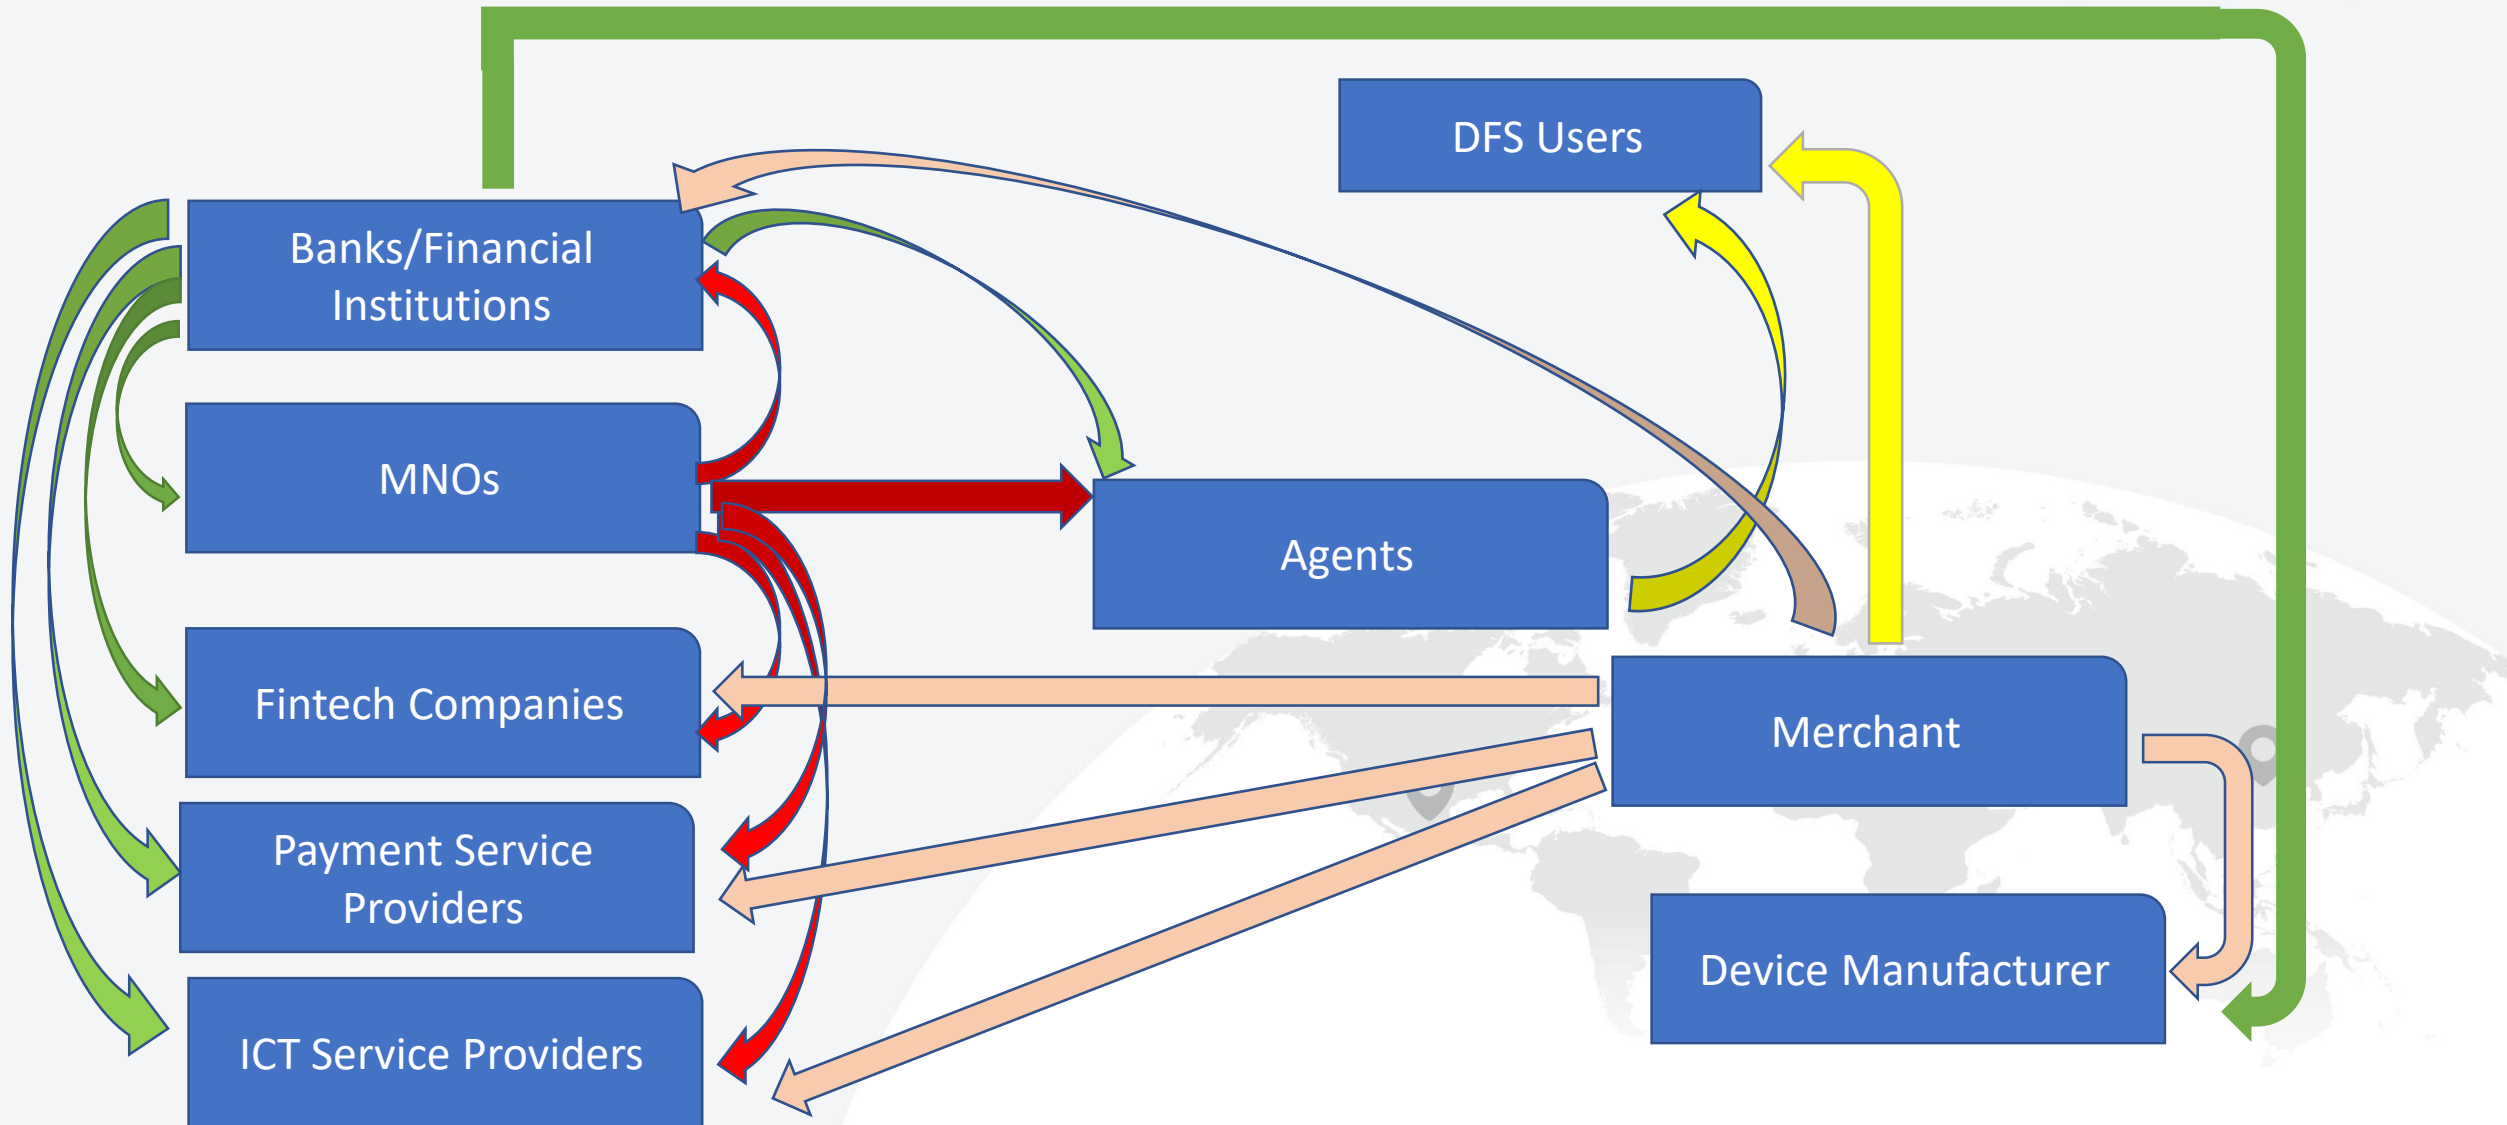 DFS Users
Banks/Financial
Institutions
MNOs
Agents
Fintech Companies
Merchant
Payment Service
Providers
Device Manufacturer
ICT Service Providers